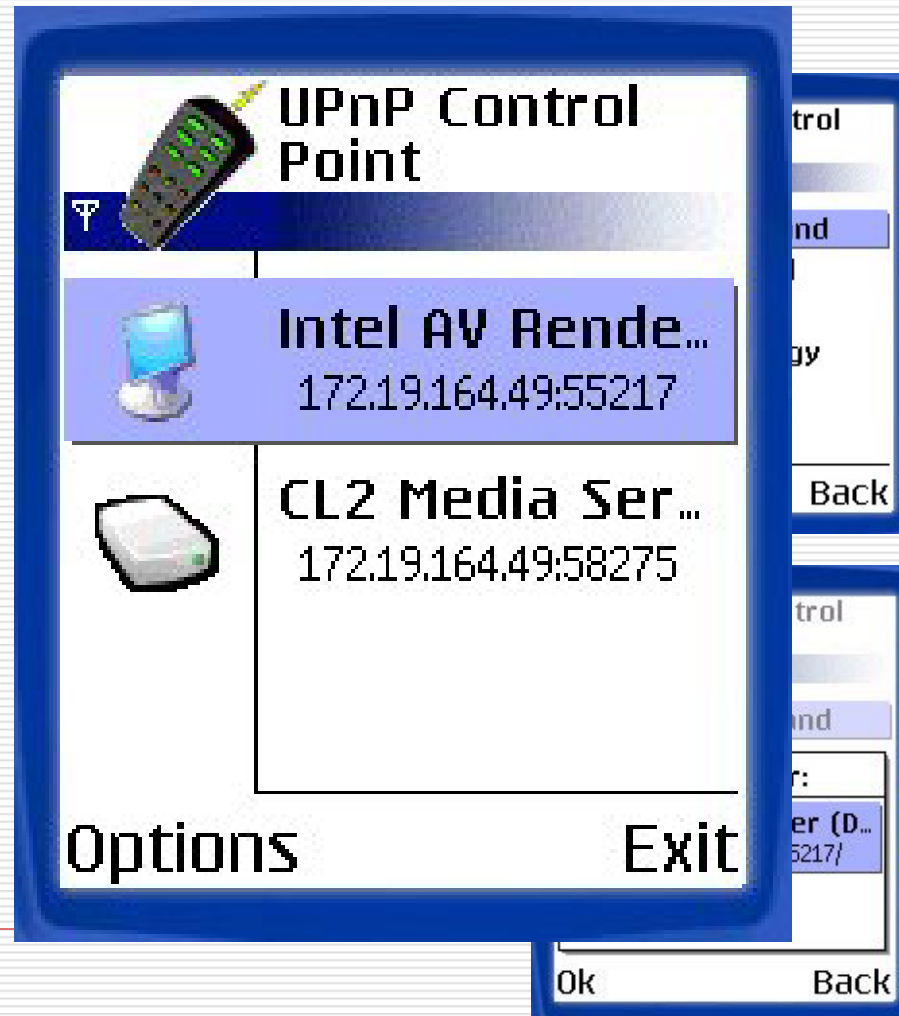 UPnP Control
Point
Intel AV Rende…
172.19.164.49:55217
CL2 Media Ser…
172.19.164.49:58275
Options Exit
trol
nd
gy
Back
trol
and
r:
er (D…
5217/
Ok Back